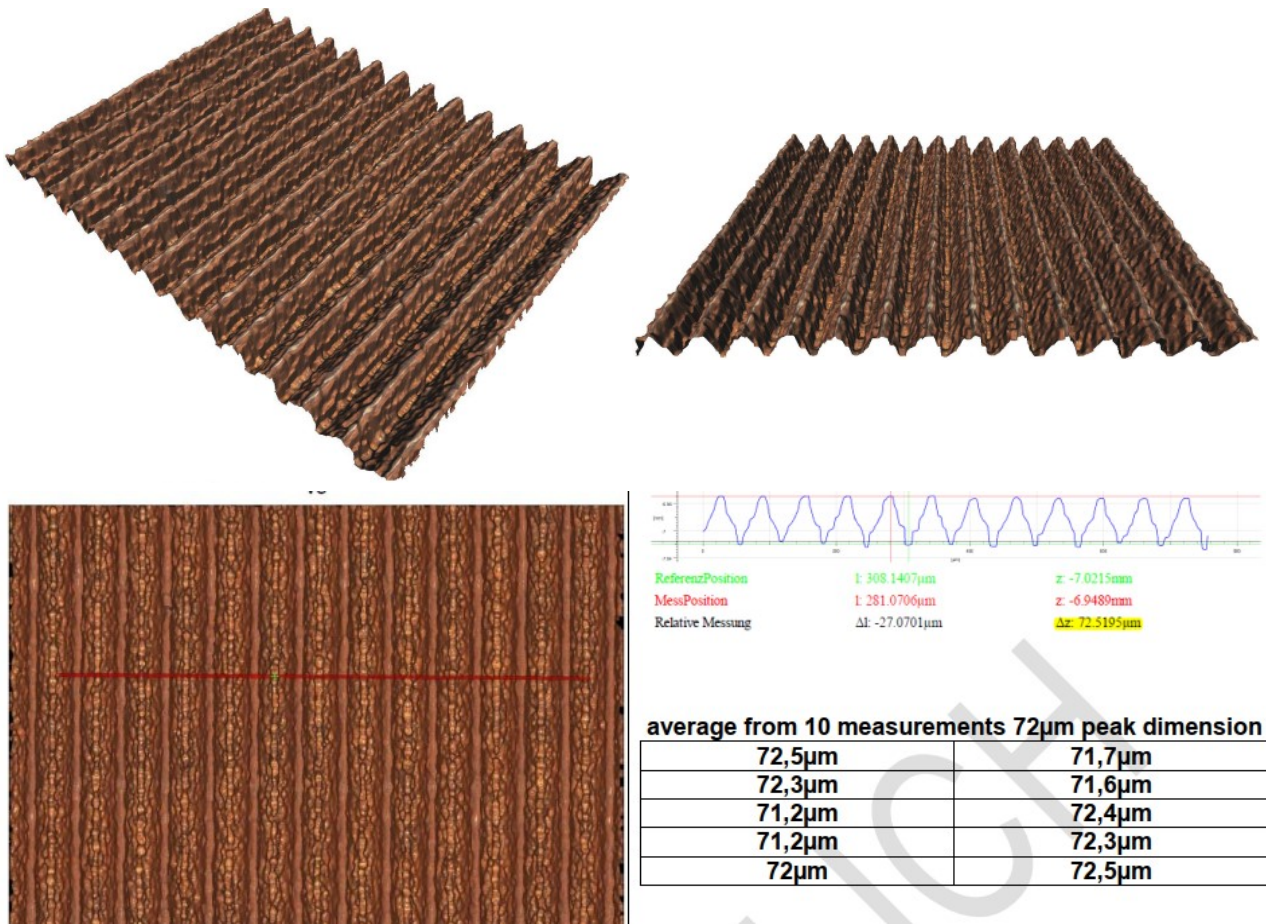 ReferenzPosition l: 308.1407µm z: -7.0215mm
MessPosition l: 281.0706µm z: -6.9489mm
Relative Messung Δl: -27.0701µm Δz: 72.5195µm
average from 10 measurements 72µm peak dimension
72,5µm 71,7µm
72,3µm 71,6µm
71,2µm 72,4µm
71,2µm 72,3µm
72µm 72,5µm